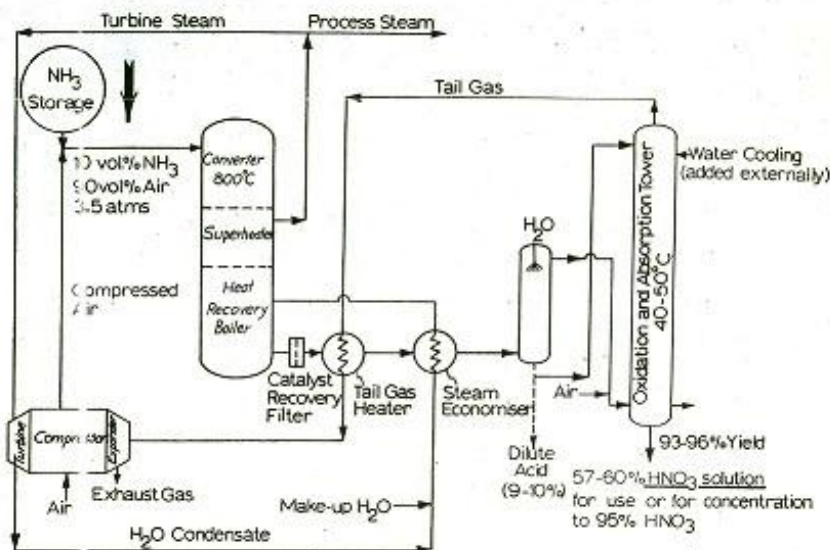 Turbine Steam
Process Steam
NH3
Storage
Tail Gas
10 vol% NH3
90vol% Air
3.5 atms
Converter
800°C
Superheater
Heat
Recovery
Boiler
Compressed
Air
Water Cooling
(added externally)
H2O
Oxidation and Absorption Tower
40-50°C
Catalyst
Recovery
Filter
Tail Gas
Heater
Steam
Economiser
Air
Turbine
Compressor
Expander
Exhaust Gas
Air
Make-up H2O
H2O Condensate
Dilute
Acid
(9-10%)
93-96% Yield
57-60% HNO3 solution
for use or for concentration
to 95% HNO3